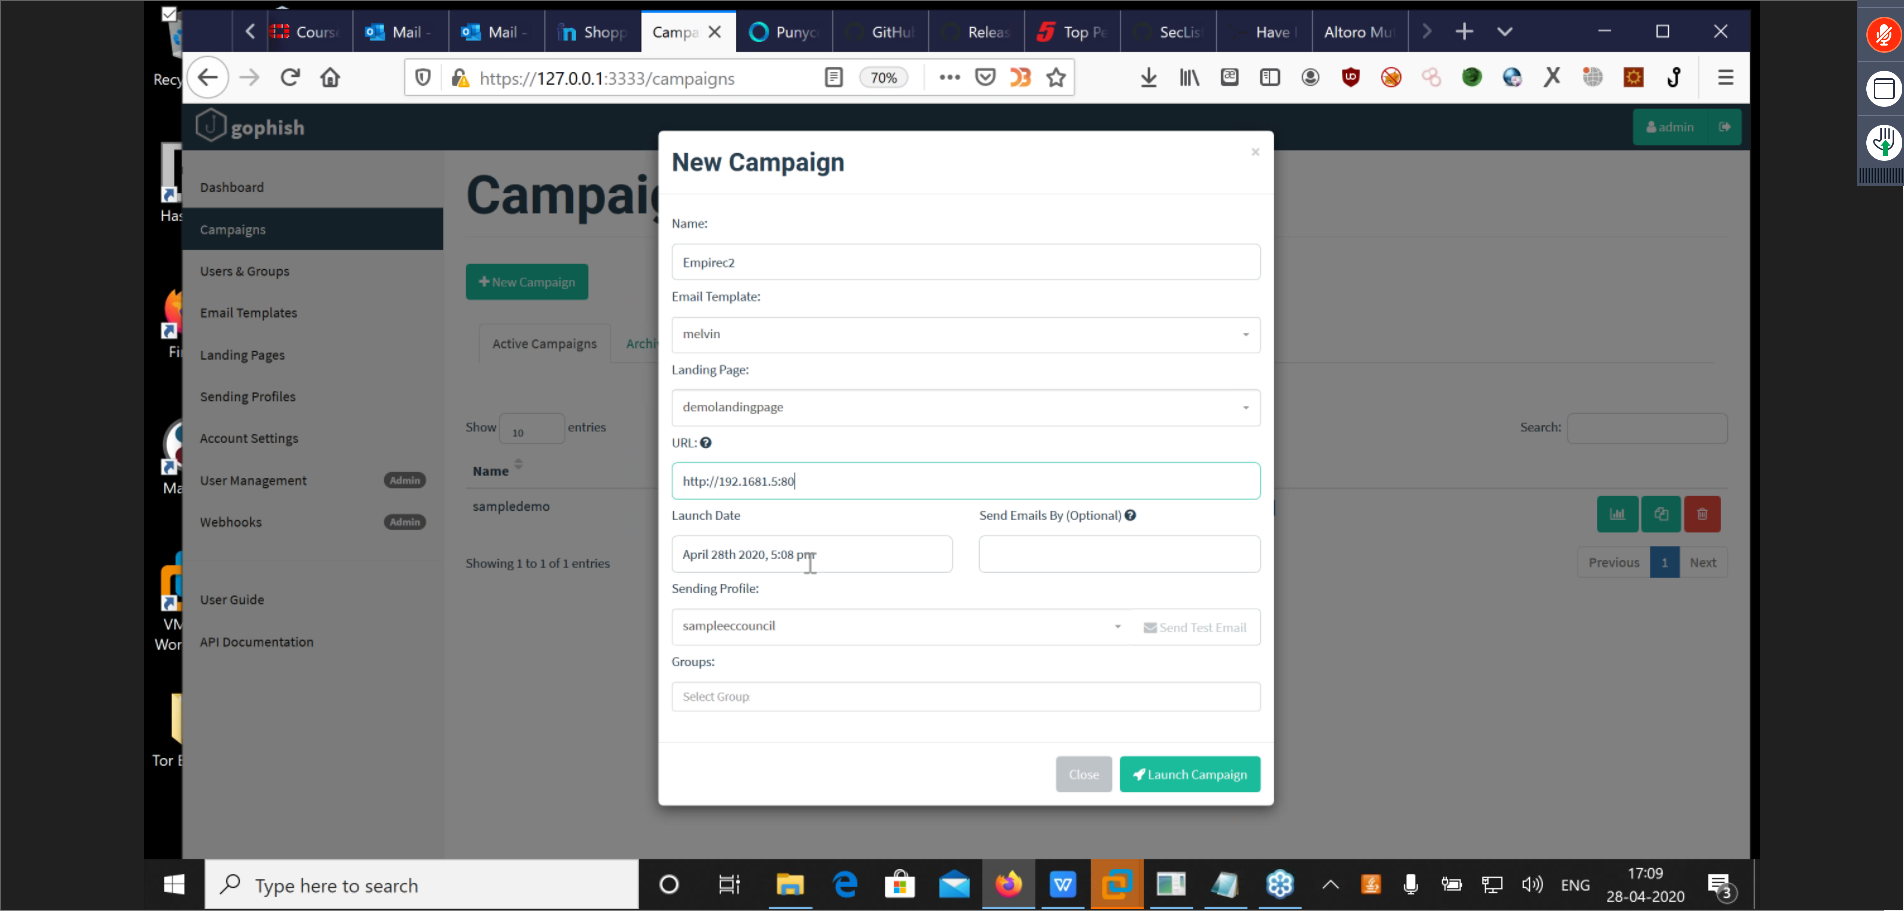 Course
Mail -
Mail -
in Shopp
Campa
Punyc
GitHu
Releas
5 Top Pe
SecLis
Have
Altoro Mu
Recy
https://127.0.0.1:3333/campaigns
70%
gophish
admin
New Campaign
×
Dashboard
Campaig
Name:
Has
Campaigns
Empirec2
Users & Groups
New Campaign
Email Template:
Email Templates
melvin
Active Campaigns
Archi
Fi
Landing Pages
Landing Page:
Sending Profiles
demolandingpage
Show 10 entries
Search:
Account Settings
URL:
Name
Ma
User Management
Admin
http://192.1681.5:80
sampledemo
Webhooks
Admin
Launch Date
Send Emails By (Optional)
April 28th 2020, 5:08 pm
Showing 1 to 1 of 1 entries
Previous
1
Next
Sending Profile:
User Guide
VM
Wor
sampleeccouncil
Send Test Email
API Documentation
Groups:
Select Group
Tor B
Close
Launch Campaign
Type here to search
ENG
17:09
28-04-2020
3